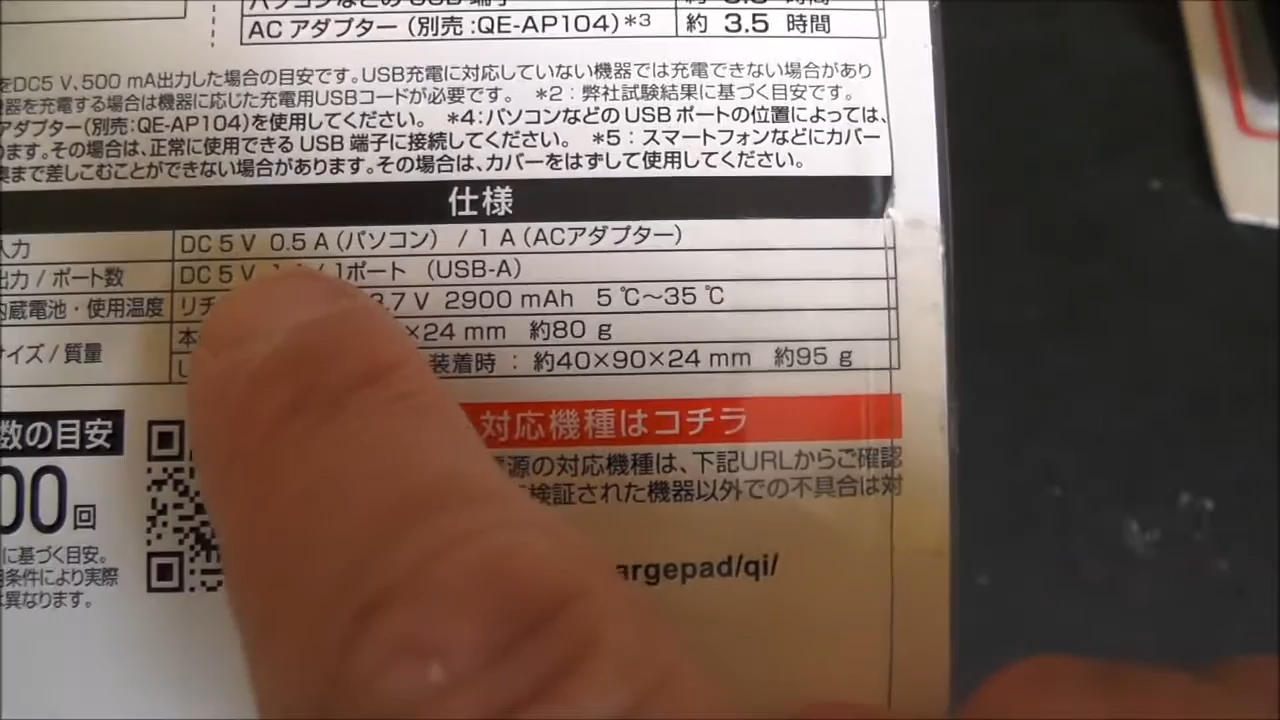 AC アダプター（別売：QE-AP104）*3 約 3.5 時間
をDC5 V、500 mA出力した場合の目安です。USB充電に対応していない機器では充電できない場合があり
機器を充電する場合は機器に応じた充電用USBコードが必要です。 *2：弊社試験結果に基づく目安です。
アダプター（別売：QE-AP104）を使用してください。 *4：パソコンなどの USB ポートの位置によっては、
ます。その場合は、正常に使用できる USB 端子に接続してください。 *5：スマートフォンなどにカバー
奥まで差しこむことができない場合があります。その場合は、カバーをはずして使用してください。
仕様
入力 DC 5 V 0.5 A（パソコン） / 1 A（ACアダプター）
出力 / ポート数 DC 5 V / 1ポート （USB-A）
内蔵電池・使用温度 リチ 3.7 V 2900 mAh 5 ℃～35 ℃
サイズ / 質量 本 ×24 mm 約80 g
装着時 ： 約40×90×24 mm 約95 g
数の目安
対応機種はコチラ
00回
電源の対応機種は、下記URLからご確認
検証された機器以外での不具合は対
に基づく目安。
用条件により実際
は異なります。
argepad/qi/